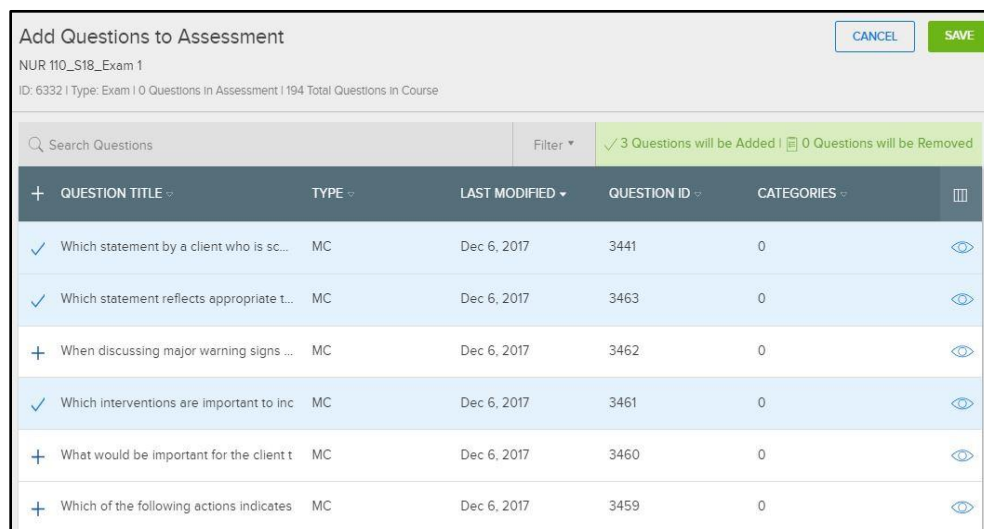 Add Questions to Assessment
CANCEL
SAVE
NUR 110_S18_Exam 1
ID: 6332 | Type: Exam | 0 Questions in Assessment | 194 Total Questions in Course
Search Questions
Filter
3 Questions will be Added | 0 Questions will be Removed
QUESTION TITLE TYPE LAST MODIFIED QUESTION ID CATEGORIES
Which statement by a client who is sc... MC Dec 6, 2017 3441 0
Which statement reflects appropriate t... MC Dec 6, 2017 3463 0
When discussing major warning signs ... MC Dec 6, 2017 3462 0
Which interventions are important to inc MC Dec 6, 2017 3461 0
What would be important for the client t MC Dec 6, 2017 3460 0
Which of the following actions indicates MC Dec 6, 2017 3459 0